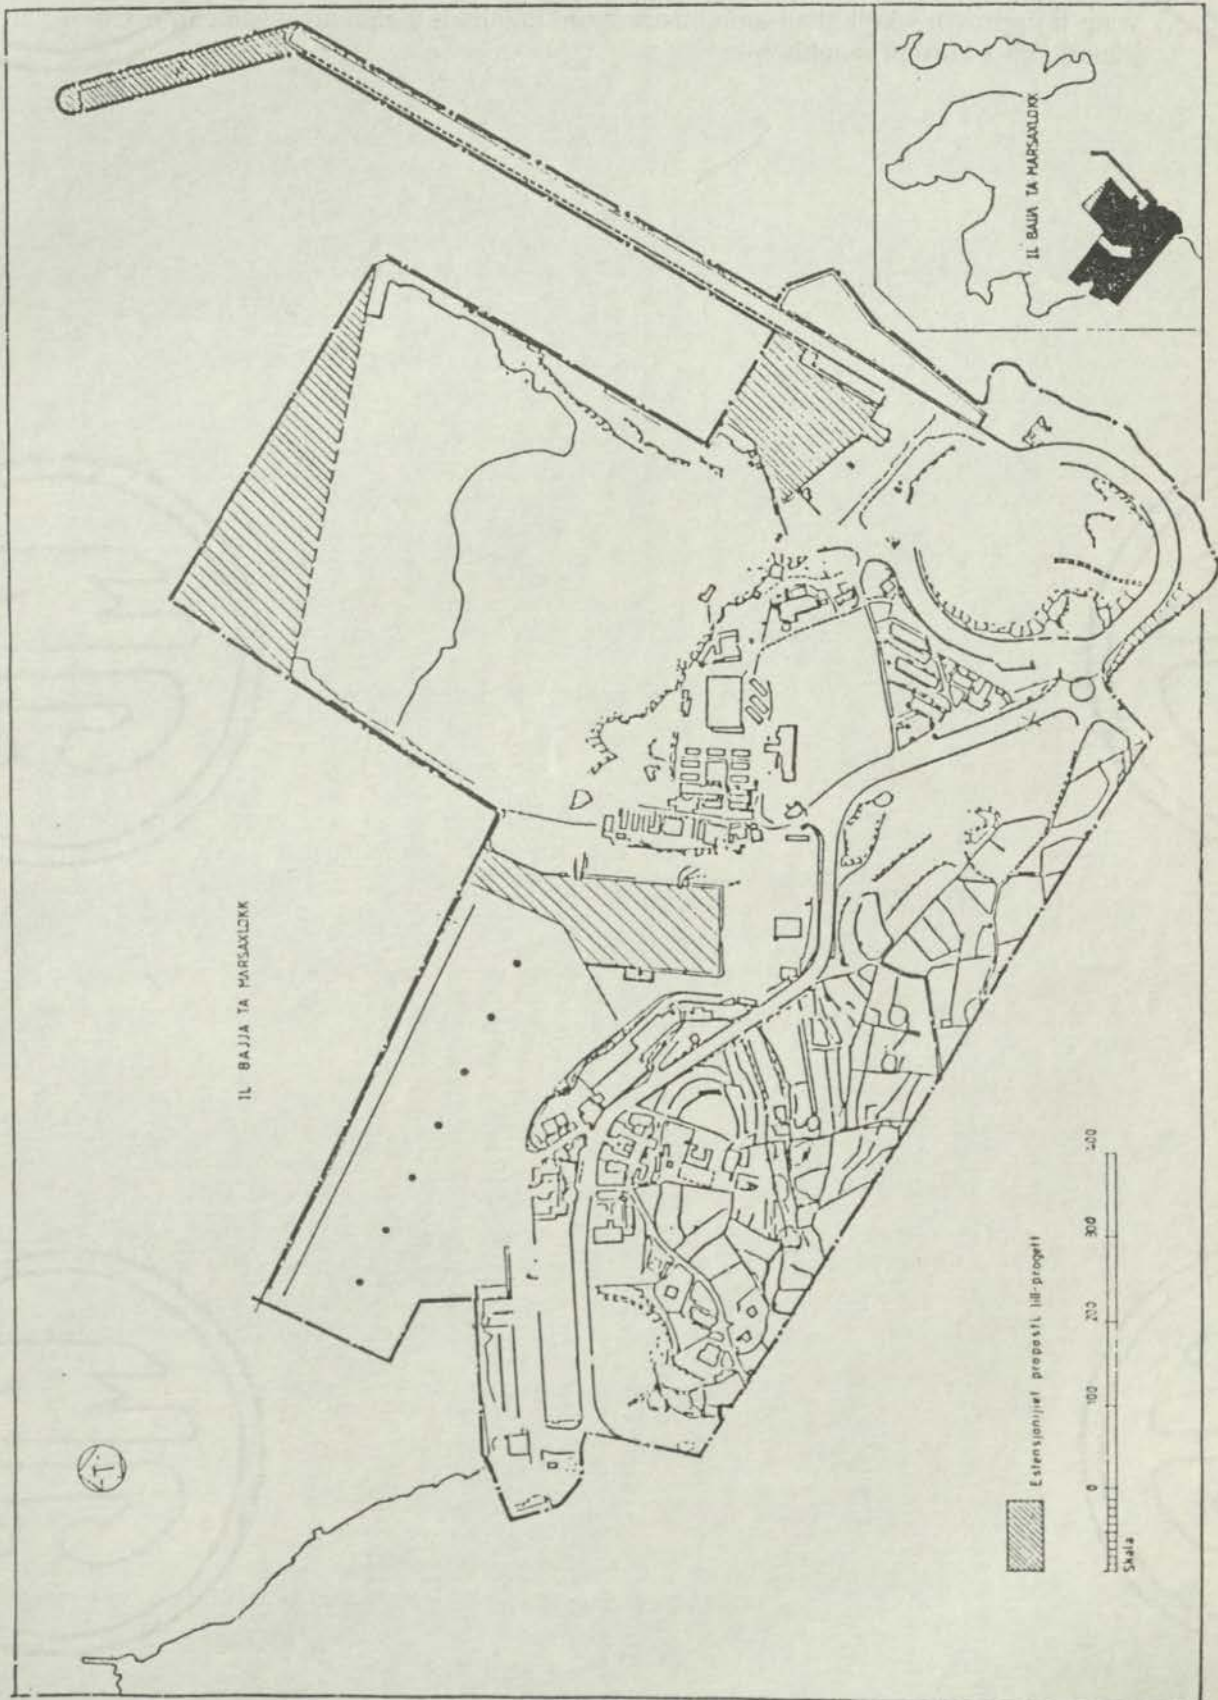 IL BAJJA TA MARSAXLOKK
IL BAJJA TA MARSAXLOKK
T
Estensjonijiet proposti lill-progett
0 100 200 300 400
Skala